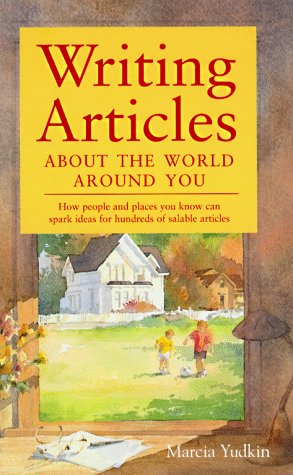 Writing
Articles
ABOUT THE WORLD
AROUND YOU
How people and places you know can
spark ideas for hundreds of salable articles
Marcia Yudkin